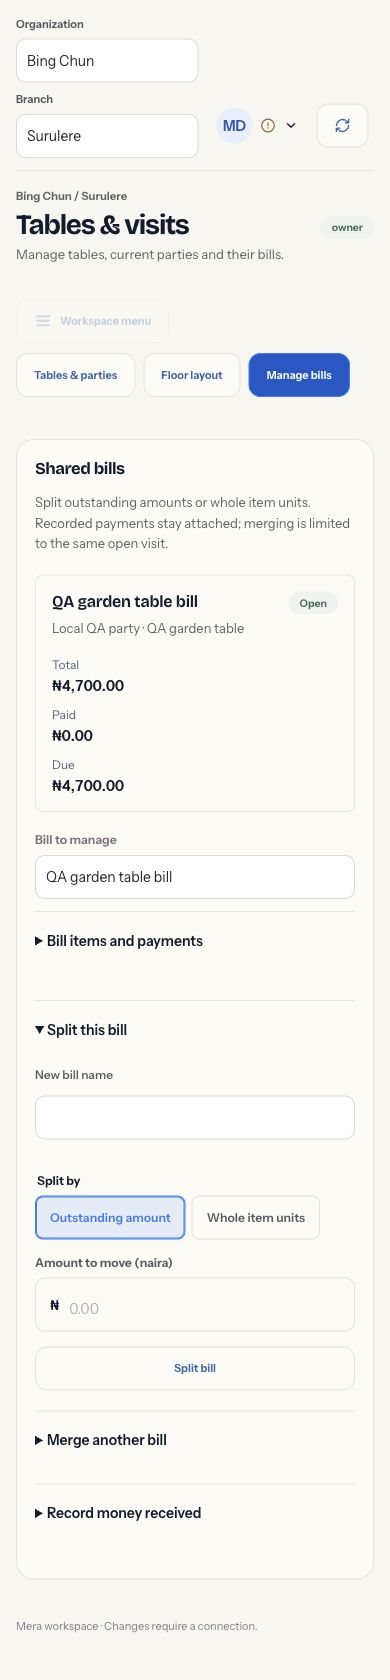 Organization
Bing Chun
Branch
Surulere
MD
Bing Chun / Surulere
Tables & visits
owner
Manage tables, current parties and their bills.
Workspace menu
Tables & parties
Floor layout
Manage bills
Shared bills
Split outstanding amounts or whole item units.
Recorded payments stay attached; merging is limited
to the same open visit.
QA garden table bill
Open
Local QA party · QA garden table
Total
₦4,700.00
Paid
₦0.00
Due
₦4,700.00
Bill to manage
QA garden table bill
Bill items and payments
Split this bill
New bill name
Split by
Outstanding amount
Whole item units
Amount to move (naira)
₦ 0.00
Split bill
Merge another bill
Record money received
Mera workspace · Changes require a connection.